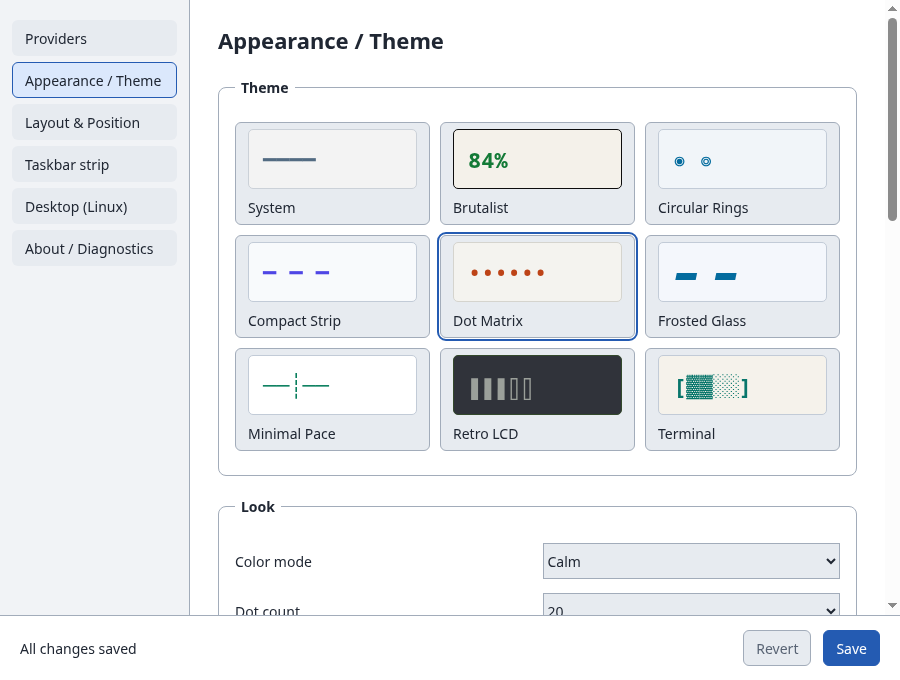 Providers
Appearance / Theme
Layout & Position
Taskbar strip
Desktop (Linux)
About / Diagnostics
Appearance / Theme
Theme
System
84%
Brutalist
Circular Rings
Compact Strip
Dot Matrix
Frosted Glass
Minimal Pace
Retro LCD
Terminal
Look
Color mode
Calm
Dot count
20
All changes saved
Revert
Save